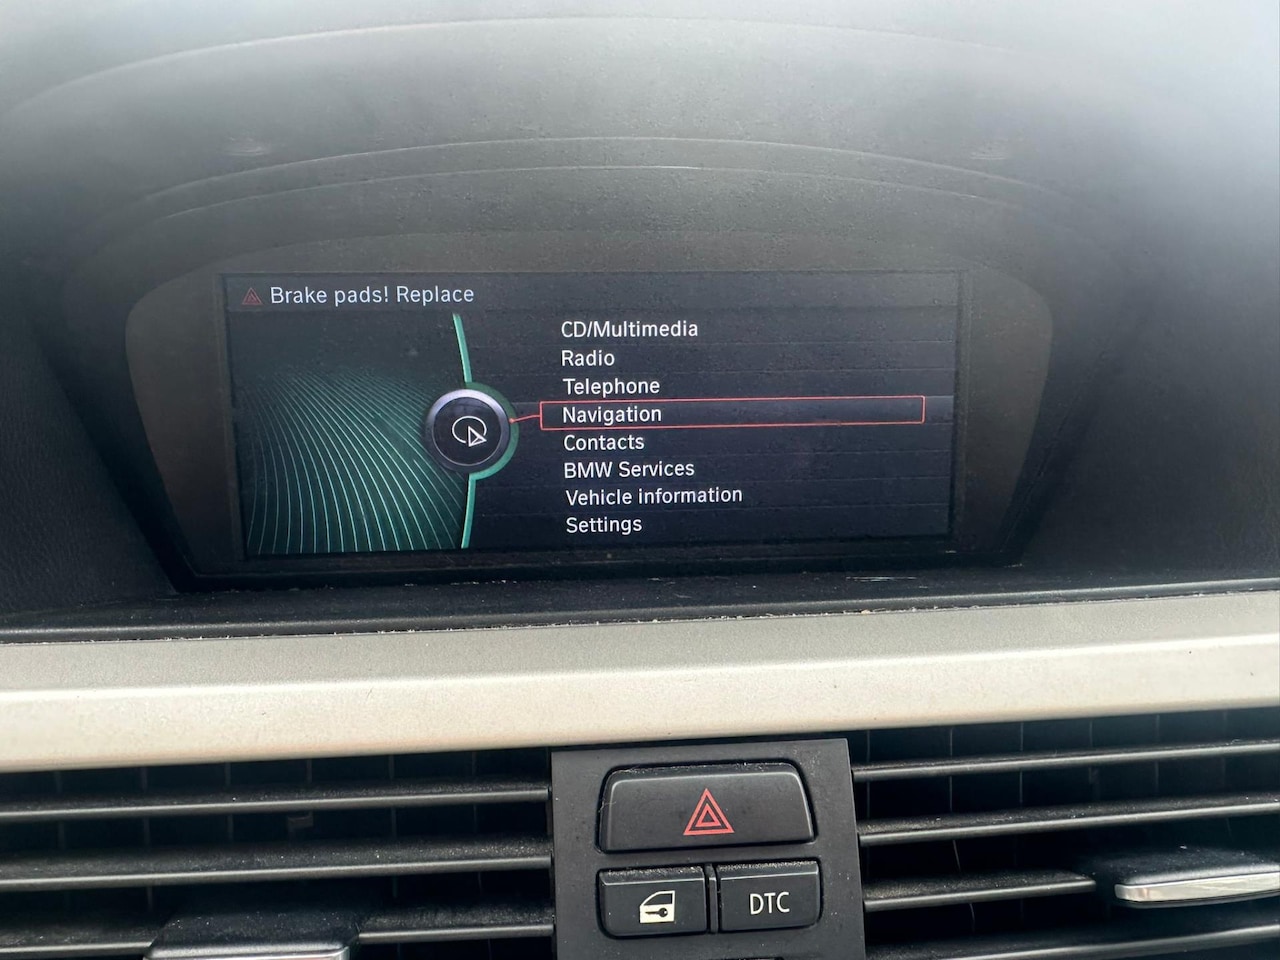 Brake pads! Replace
CD/Multimedia
Radio
Telephone
Navigation
Contacts
BMW Services
Vehicle information
Settings
DTC